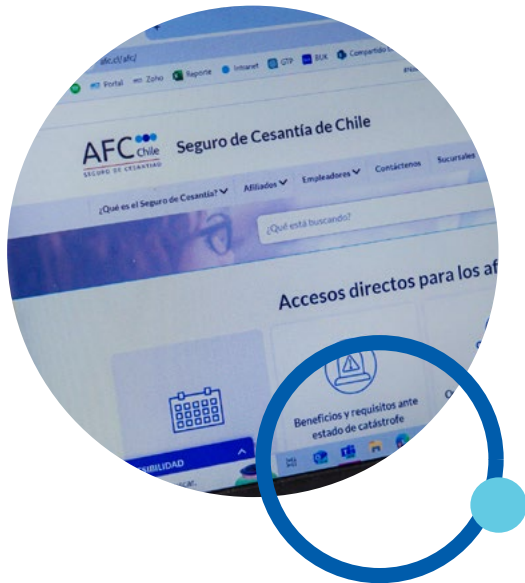 afc.cl/afc/
Portal Zoho Reporte Intranet GTP BUK Compartido
AFC Chile
SEGURO DE CESANTÍA®
Seguro de Cesantía de Chile
¿Qué es el Seguro de Cesantía? Afiliados Empleadores Contáctenos Sucursales
¿Qué está buscando?
Accesos directos para los af
Beneficios y requisitos ante
estado de catástrofe
SIBILIDAD
car.